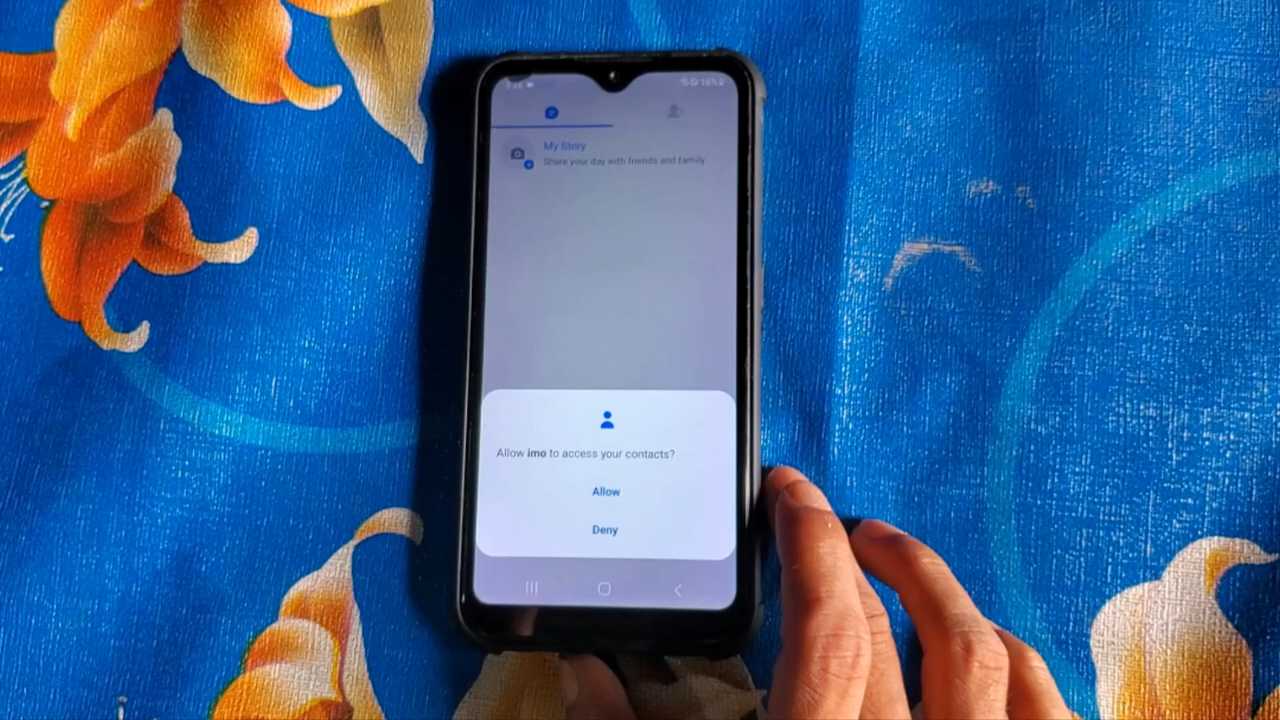 My Story
Share your day with friends and family
Allow imo to access your contacts?
Allow
Deny